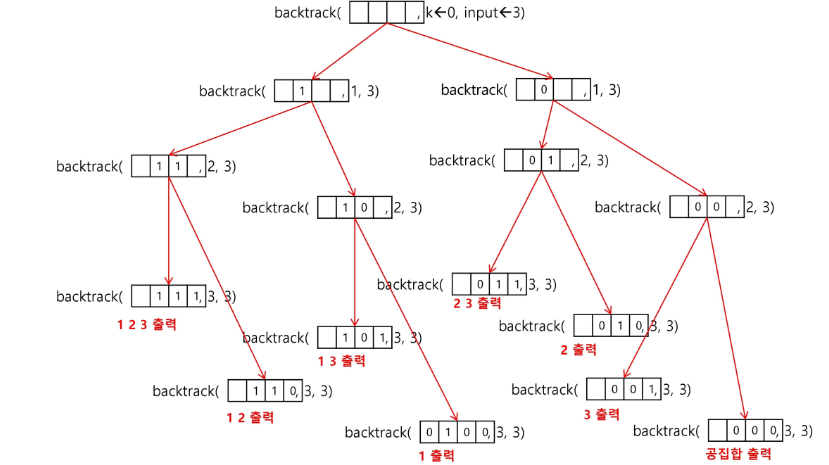 backtrack( , k←0, input←3)
backtrack( 1 , 1, 3)
backtrack( 0 , 1, 3)
backtrack( 1 1 , 2, 3)
backtrack( 0 1 , 2, 3)
backtrack( 1 0 , 2, 3)
backtrack( 0 0 , 2, 3)
backtrack( 1 1 1, 3, 3)
1 2 3 출력
backtrack( 0 1 1, 3, 3)
2 3 출력
backtrack( 1 0 1, 3, 3)
1 3 출력
backtrack( 0 1 0, 3, 3)
2 출력
backtrack( 1 1 0, 3, 3)
1 2 출력
backtrack( 0 0 1, 3, 3)
3 출력
backtrack( 0 1 0 0, 3, 3)
1 출력
backtrack( 0 0 0, 3, 3)
공집합 출력